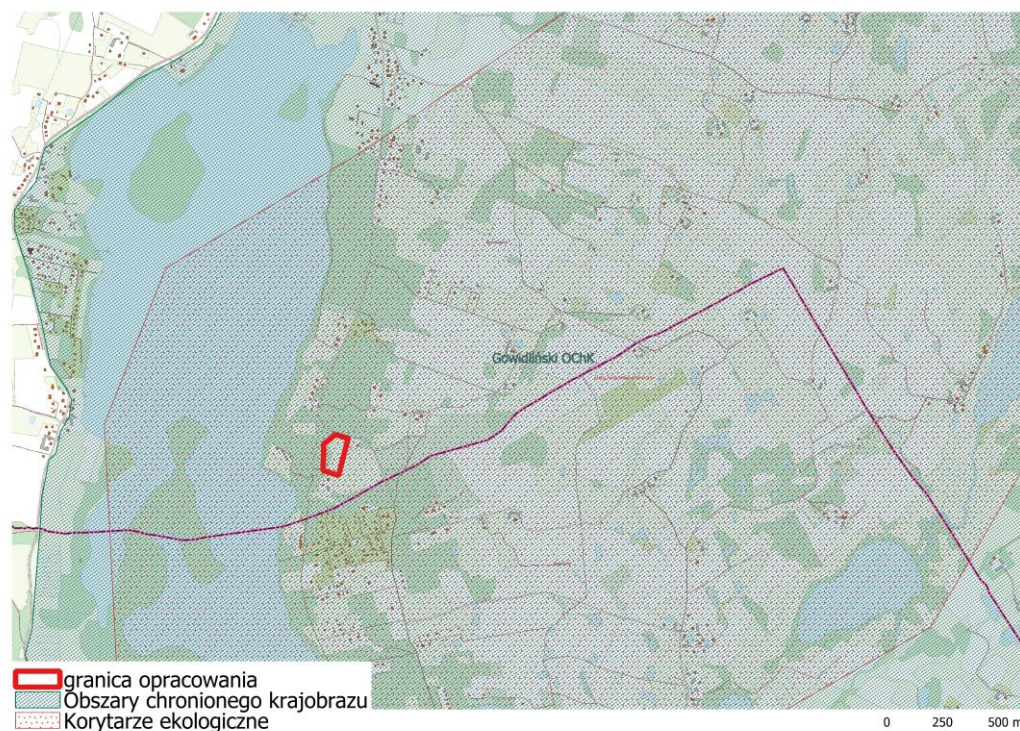 Gowidliński OChK
granica opracowania
Obszary chronionego krajobrazu
Korytarze ekologiczne
0 250 500 m